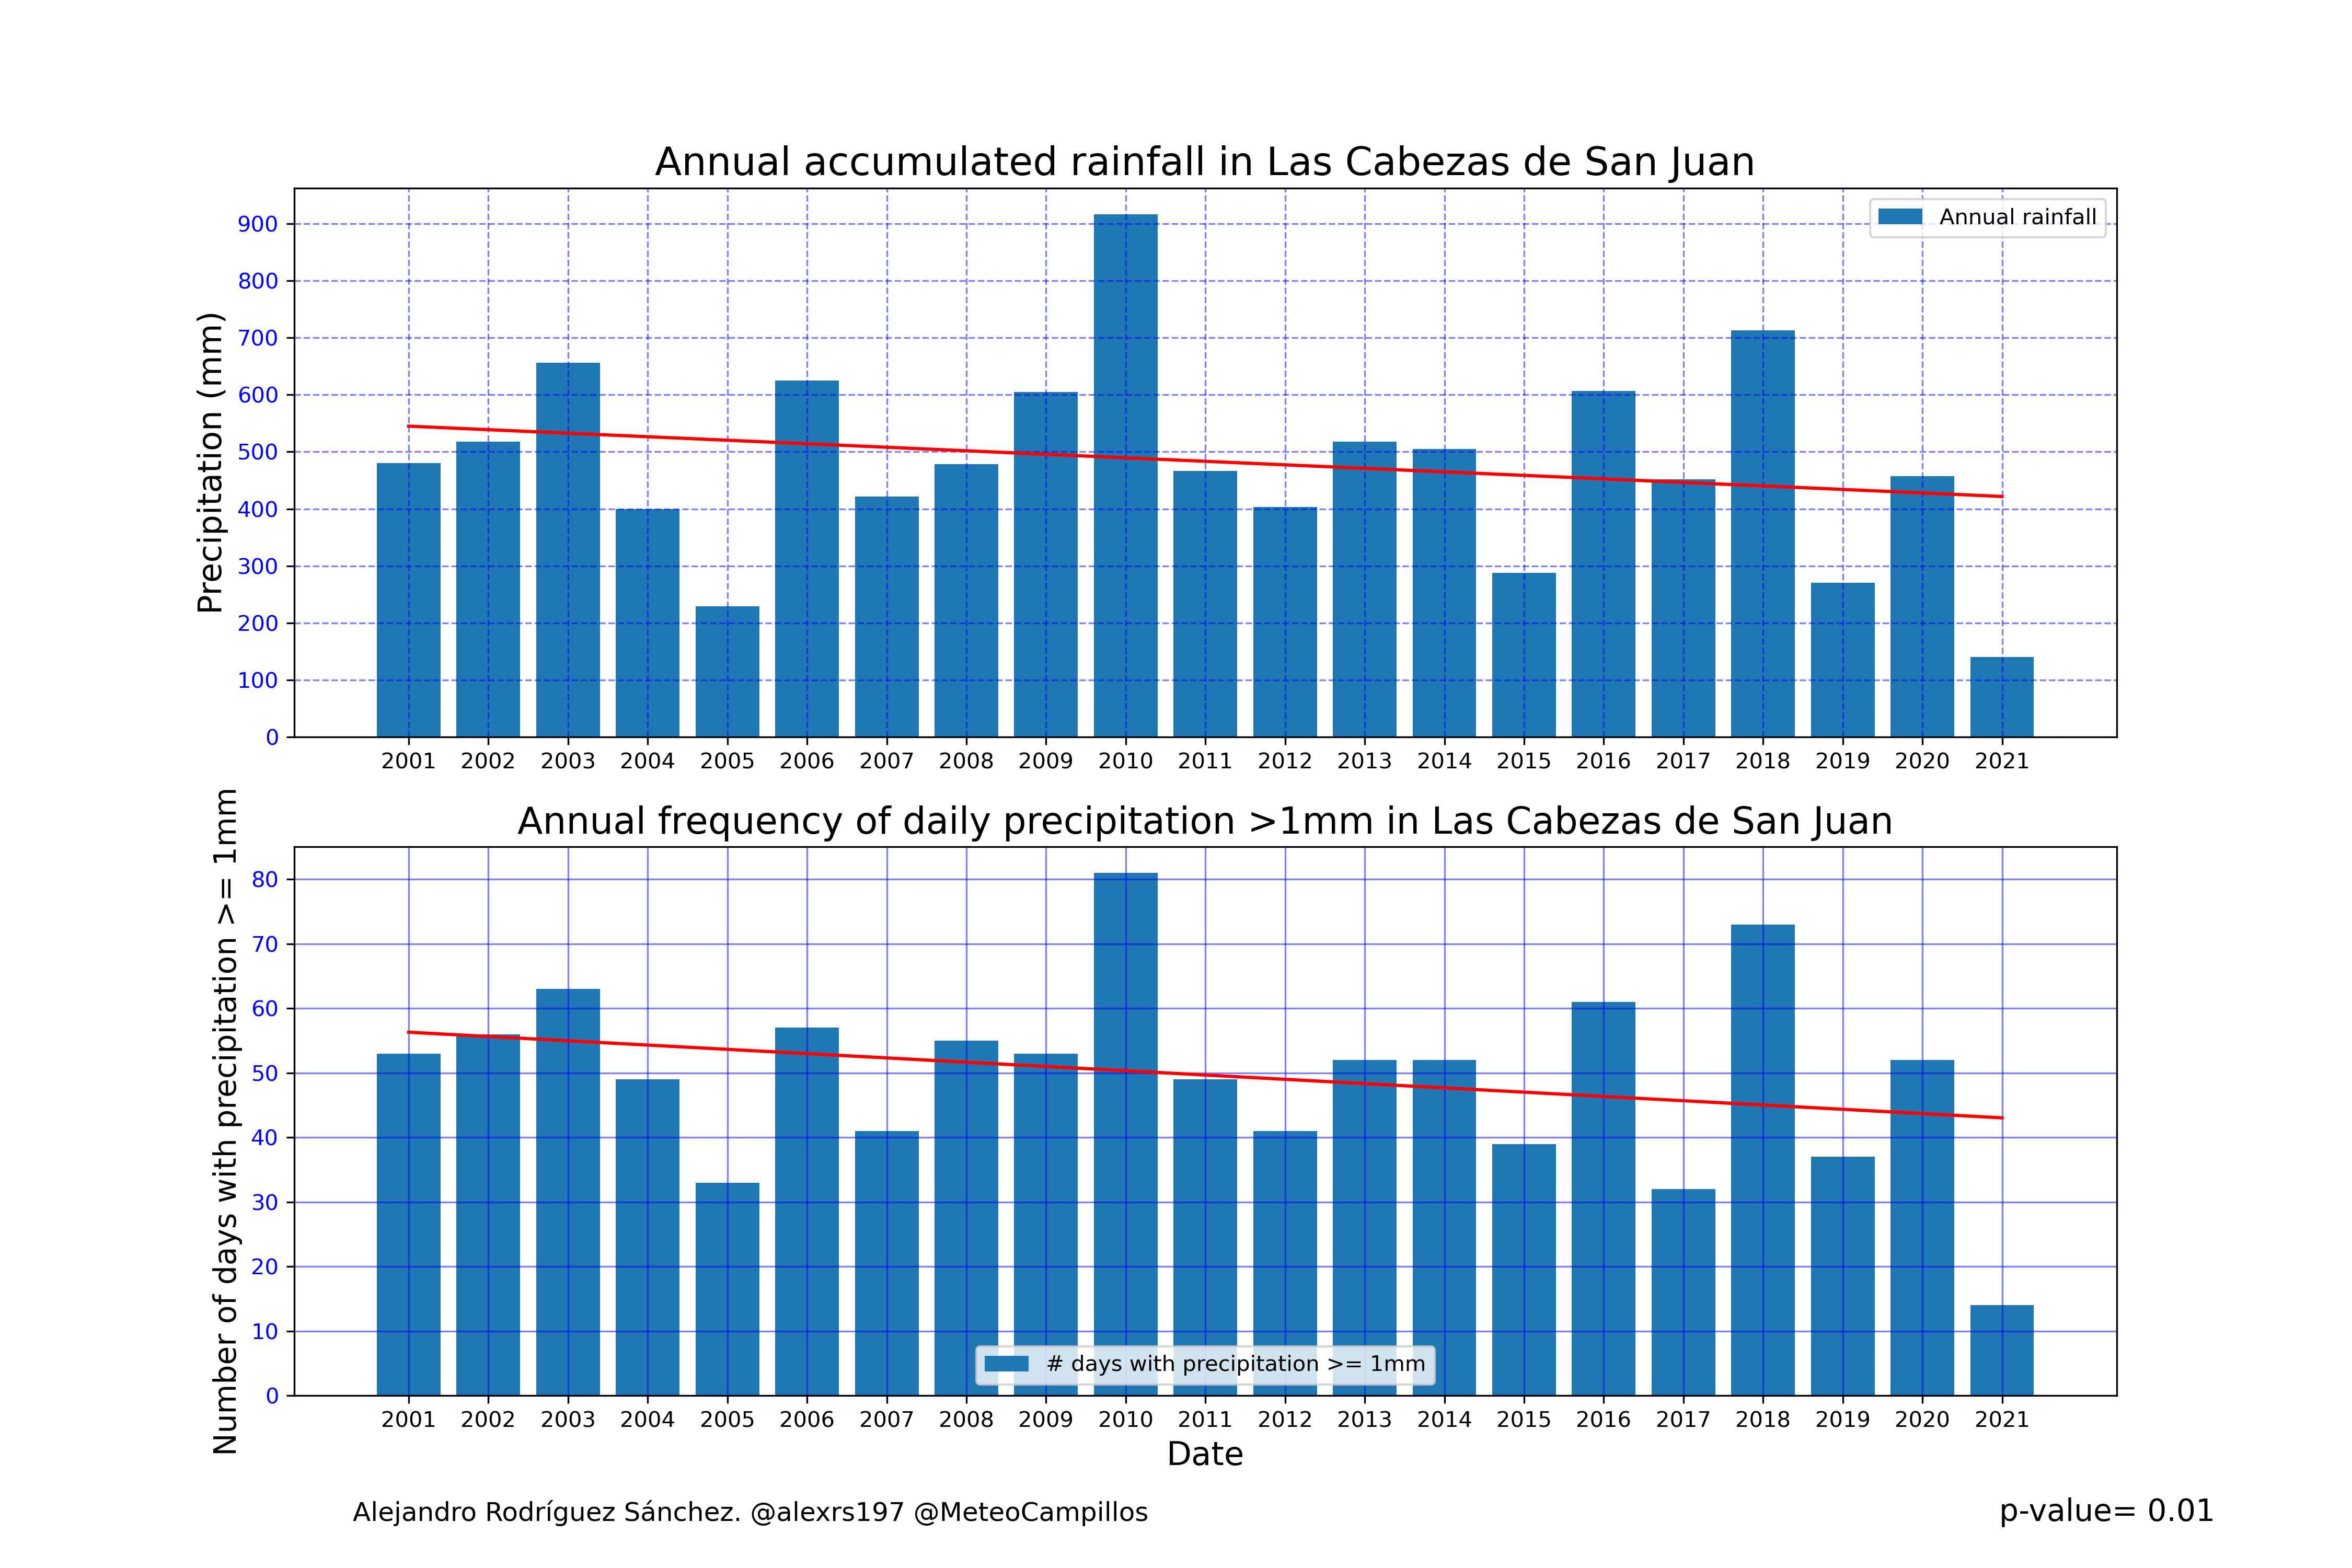 Annual accumulated rainfall in Las Cabezas de San Juan
Precipitation (mm)
900
800
700
600
500
400
300
200
100
0
Annual rainfall
2001 2002 2003 2004 2005 2006 2007 2008 2009 2010 2011 2012 2013 2014 2015 2016 2017 2018 2019 2020 2021
Annual frequency of daily precipitation >1mm in Las Cabezas de San Juan
Number of days with precipitation >= 1mm
80
70
60
50
40
30
20
10
0
# days with precipitation >= 1mm
2001 2002 2003 2004 2005 2006 2007 2008 2009 2010 2011 2012 2013 2014 2015 2016 2017 2018 2019 2020 2021
Date
Alejandro Rodríguez Sánchez. @alexrs197 @MeteoCampillos
p-value= 0.01